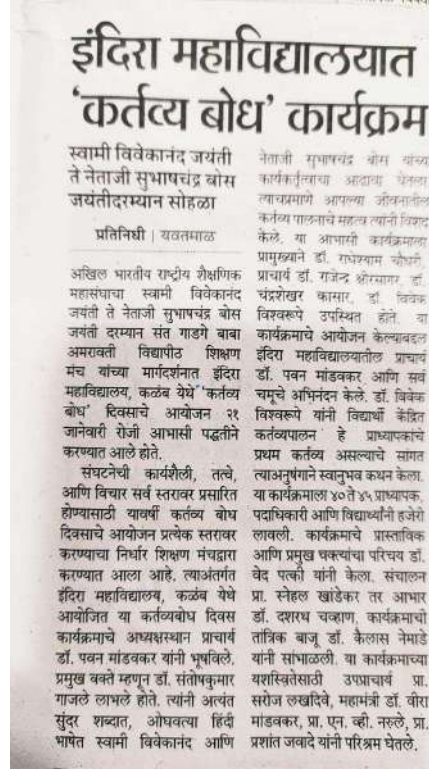 इंदिरा महाविद्यालयात
'कर्तव्य बोध' कार्यक्रम
स्वामी विवेकानंद जयंती
ते नेताजी सुभाषचंद्र बोस
जयंतीदरम्यान सोहळा
प्रतिनिधी | यवतमाळ
अखिल भारतीय राष्ट्रीय शैक्षणिक
महासंघाचा स्वामी विवेकानंद
जयंती ते नेताजी सुभाषचंद्र बोस
जयंती दरम्यान संत गाडगे बाबा
अमरावती विद्यापीठ शिक्षण
मंच यांच्या मार्गदर्शनात इंदिरा
महाविद्यालय, कळंब येथे 'कर्तव्य
बोध' दिवसाचे आयोजन २१
जानेवारी रोजी आभासी पद्धतीने
करण्यात आले होते.
संघटनेची कार्यशैली, तत्वे,
आणि विचार सर्व स्तरावर प्रसारित
होण्यासाठी यावर्षी कर्तव्य बोध
दिवसाचे आयोजन प्रत्येक स्तरावर
करण्याचा निर्धार शिक्षण मंचद्वारा
करण्यात आला आहे. त्याअंतर्गत
इंदिरा महाविद्यालय, कळंब येथे
आयोजित या कर्तव्यबोध दिवस
कार्यक्रमाचे अध्यक्षस्थान प्राचार्य
डॉ. पवन मांडवकर यांनी भूषविले.
प्रमुख वक्ते म्हणून डॉ. संतोषकुमार
गाजले लाभले होते. त्यांनी अत्यंत
सुंदर शब्दात, ओघवत्या हिंदी
भाषेत स्वामी विवेकानंद आणि
नेताजी सुभाषचंद्र बोस यांच्य
कार्यकर्तृत्वाचा आढावा घेतला
त्याचप्रमाणे आपल्या जीवनातील
कर्तव्य पालनाचे महत्व त्यांनी विशद
केले. या आभासी कार्यक्रमाला
प्रामुख्याने डॉ. राधेश्याम चौधरी,
प्राचार्य डॉ. राजेन्द्र क्षीरसागर, डॉ.
चंद्रशेखर कासार, डॉ. विवेक
विश्वरूपे उपस्थित होते. या
कार्यक्रमाचे आयोजन केल्याबद्दल
इंदिरा महाविद्यालयातील प्राचार्य
डॉ. पवन मांडवकर आणि सर्व
चमूचे अभिनंदन केले. डॉ. विवेक
विश्वरूपे यांनी विद्यार्थी केंद्रित
कर्तव्यपालन हे प्राध्यापकांचे
प्रथम कर्तव्य असल्याचे सांगत
त्याअनुषंगाने स्वानुभव कथन केला.
या कार्यक्रमाला ४० ते ४५ प्राध्यापक,
पदाधिकारी आणि विद्यार्थ्यांनी हजेरी
लावली. कार्यक्रमाचे प्रास्ताविक
आणि प्रमुख वक्त्यांचा परिचय डॉ.
वेद पत्की यांनी केला. संचालन
प्रा. स्नेहल खांडेकर तर आभार
डॉ. दशरथ चव्हाण, कार्यक्रमाची
तांत्रिक बाजू डॉ. कैलास नेमाडे
यांनी सांभाळली. या कार्यक्रमाच्या
यशस्वितेसाठी उपप्राचार्य प्रा.
सरोज लखदिवे, महामंत्री डॉ. वीरा
मांडवकर, प्रा. एन. व्ही. नरुले, प्रा.
प्रशांत जवादे यांनी परिश्रम घेतले.